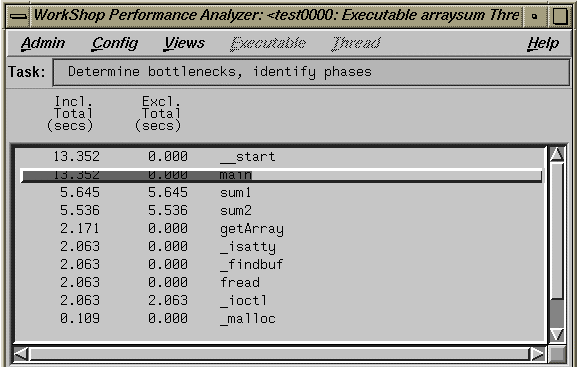 WorkShop Performance Analyzer: <test0000: Executable arraysum Thre
Admin Config Views Executable Thread Help
Task: Determine bottlenecks, identify phases
Incl. Excl.
Total Total
(secs) (secs)
13.352 0.000 __start
13.352 0.000 main
5.645 5.645 sum1
5.536 5.536 sum2
2.171 0.000 getArray
2.063 0.000 _isatty
2.063 0.000 _findbuf
2.063 0.000 fread
2.063 2.063 _ioctl
0.109 0.000 _malloc